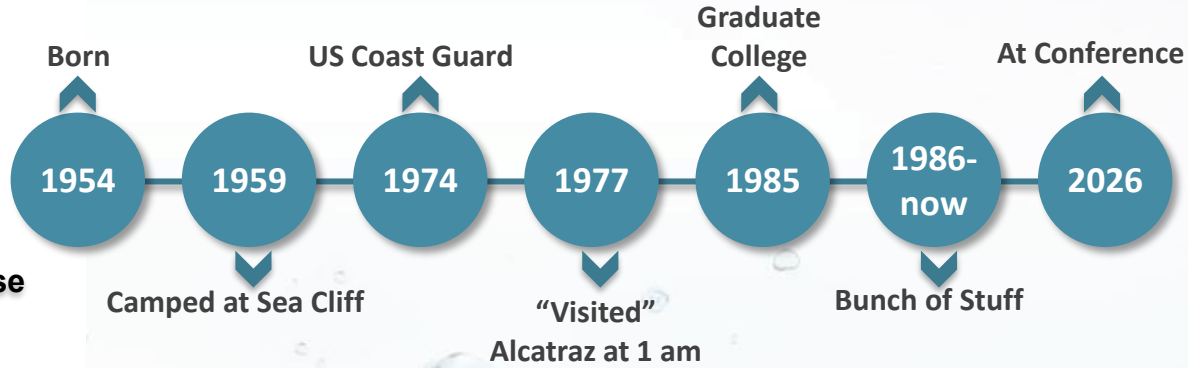 Graduate
Born
US Coast Guard
College
At Conference
1954
1959
1974
1977
1985
1986-
now
2026
se
Camped at Sea Cliff
“Visited”
Alcatraz at 1 am
Bunch of Stuff